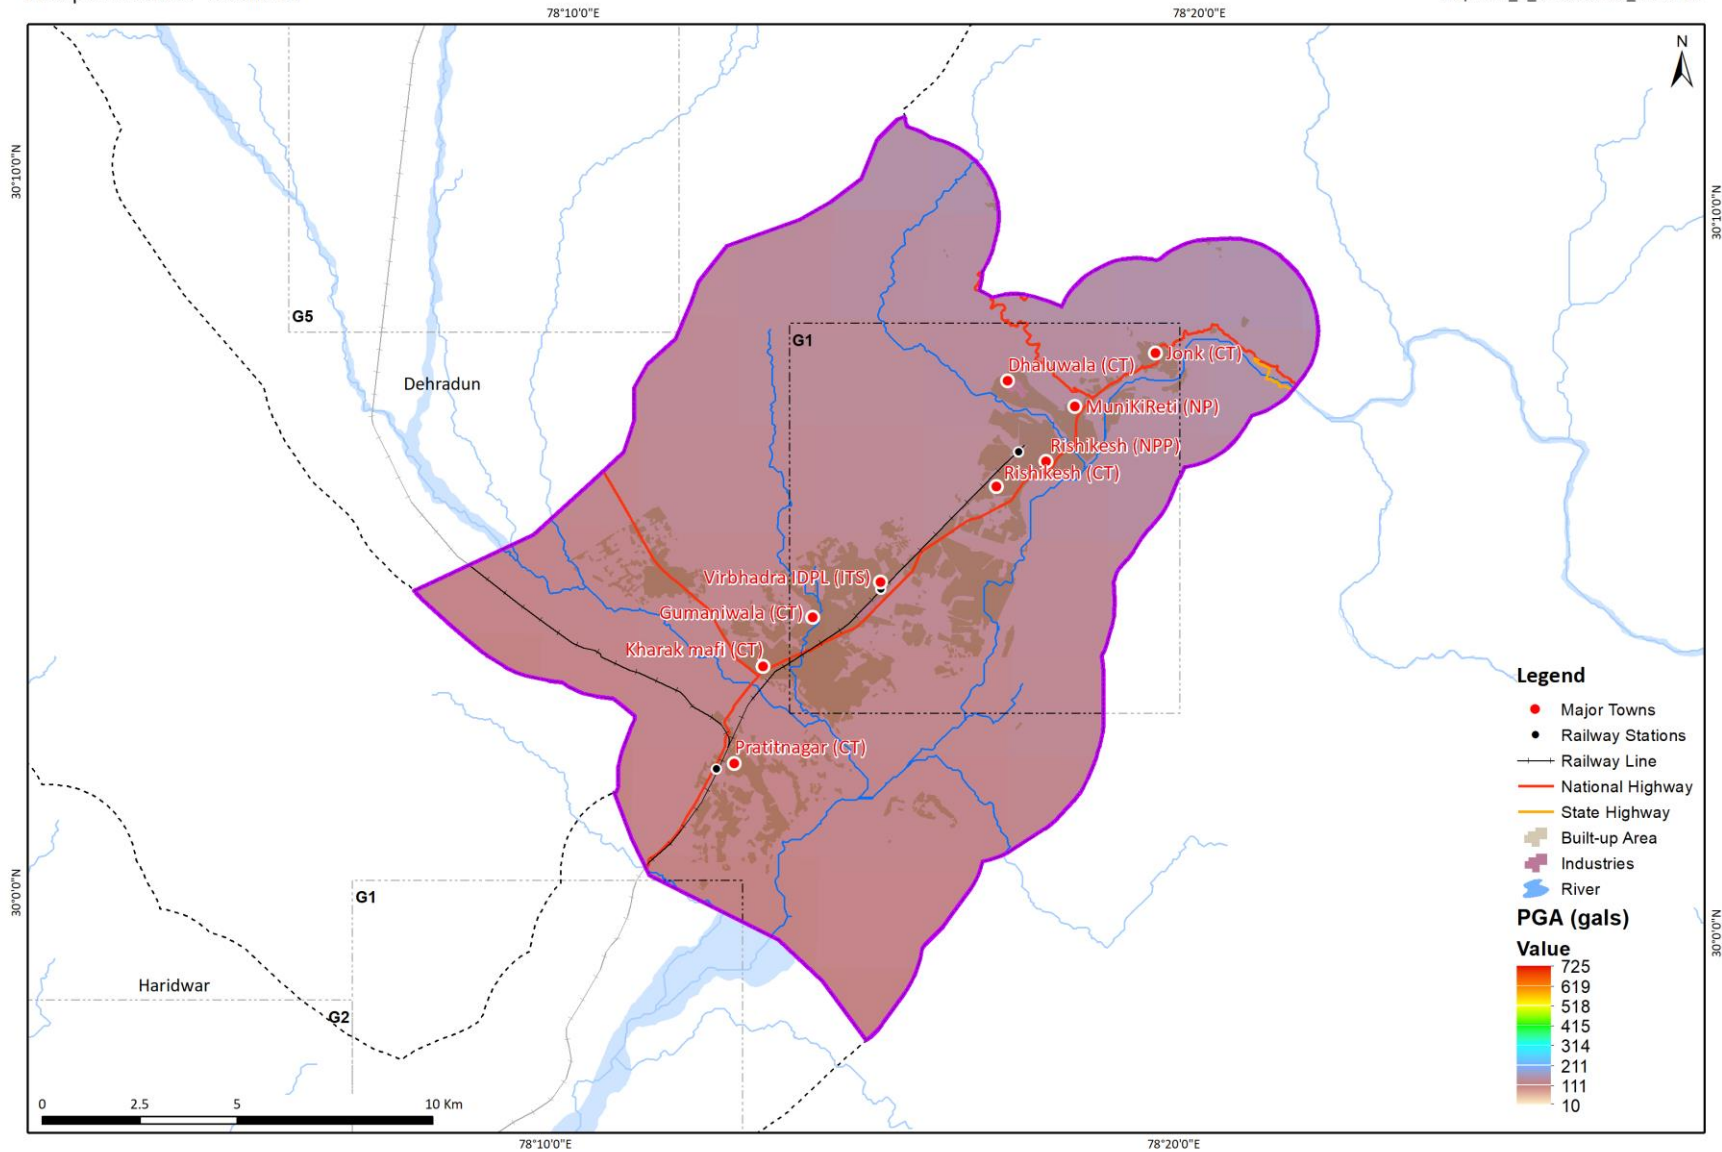 78°10'0"E
78°20'0"E
N
30°10'0"N
30°10'0"N
G5
G1
Dehradun
Dhaluwala (CT)
Jonk (CT)
MuniKiReti (NP)
Rishikesh (NPP)
Rishikesh (CT)
Virbhadra IDPL (ITS)
Gumaniwala (CT)
Kharak mafi (CT)
Pratitnagar (CT)
Legend
Major Towns
Railway Stations
Railway Line
National Highway
State Highway
Built-up Area
Industries
River
PGA (gals)
Value
725
619
518
415
314
211
111
10
30°0'0"N
30°0'0"N
G1
Haridwar
G2
0 2.5 5 10 Km
78°10'0"E
78°20'0"E